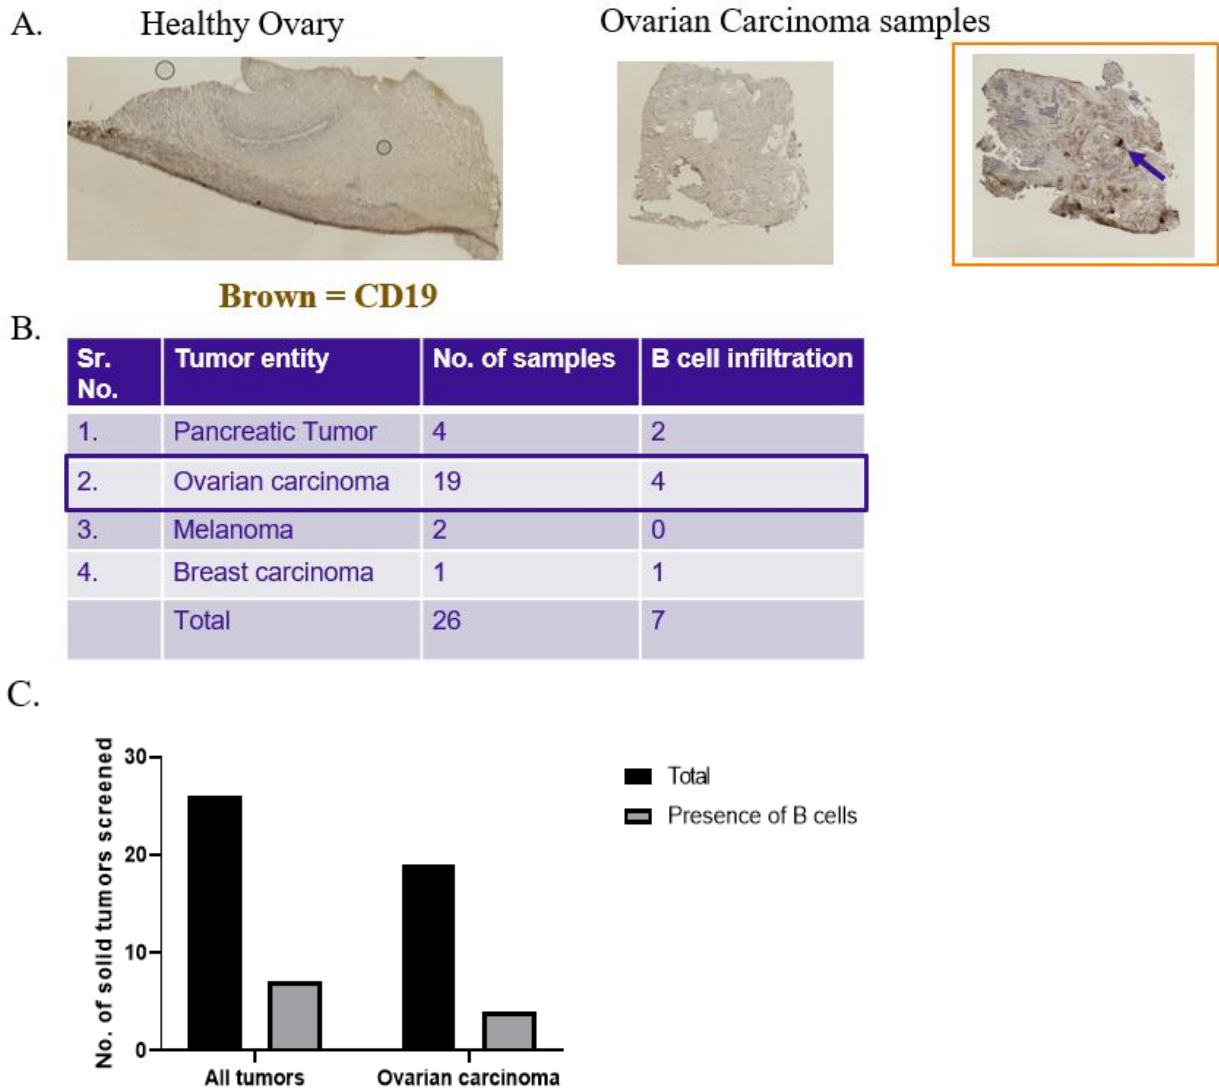 A.
Healthy Ovary
Ovarian Carcinoma samples
Brown = CD19
B.
Sr. No. Tumor entity No. of samples B cell infiltration
1. Pancreatic Tumor 4 2
2. Ovarian carcinoma 19 4
3. Melanoma 2 0
4. Breast carcinoma 1 1
Total 26 7
C.
No. of solid tumors screened
30
20
10
0
All tumors
Ovarian carcinoma
Total
Presence of B cells